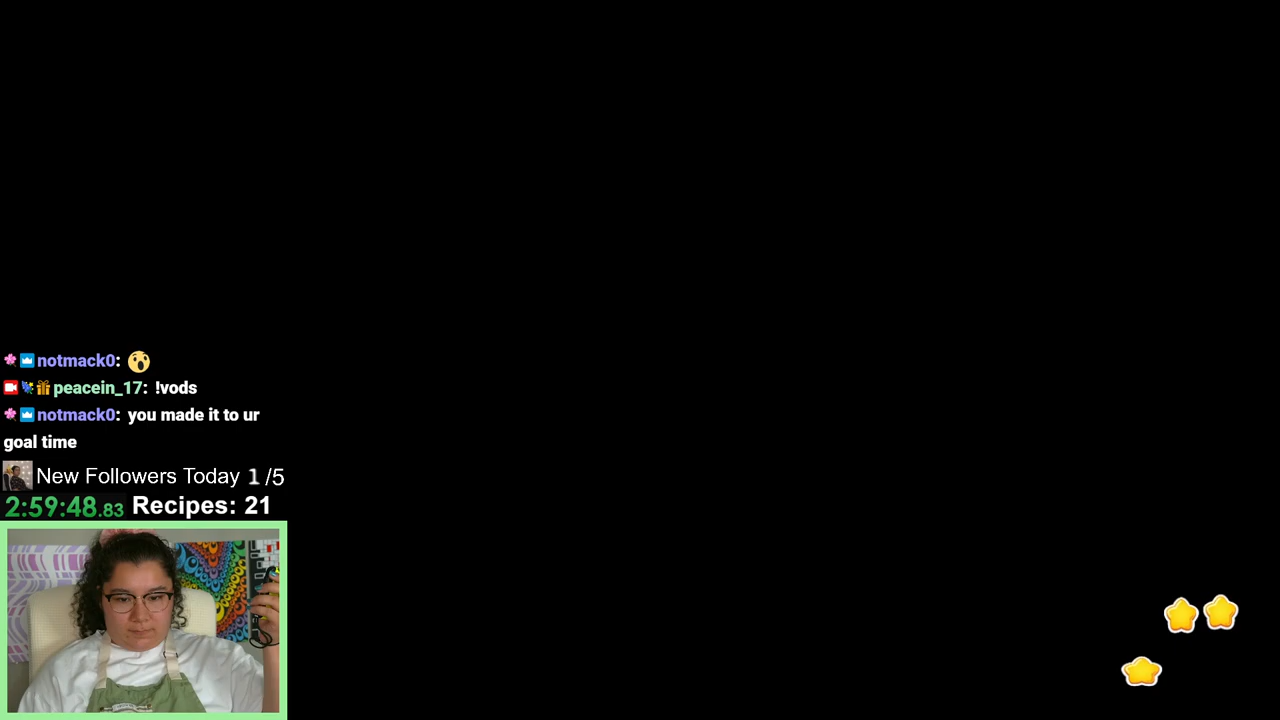 notmack0:
peacein_17: !vods
notmack0: you made it to ur
goal time
New Followers Today 1 /5
2:59:48.83 Recipes: 21